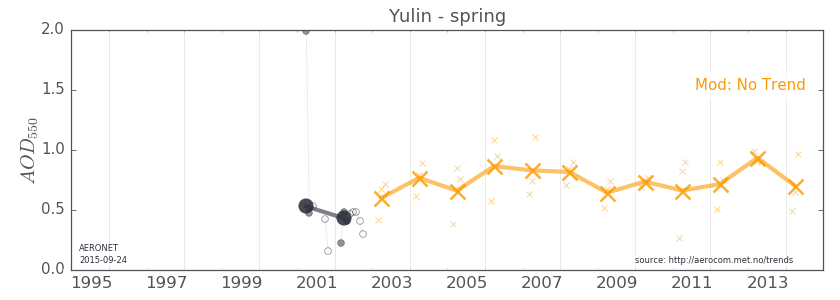 Yulin - spring
2.0
1.5
1.0
0.5
0.0
AOD550
Mod: No Trend
AERONET
2015-09-24
source: http://aerocom.met.no/trends
1995 1997 1999 2001 2003 2005 2007 2009 2011 2013